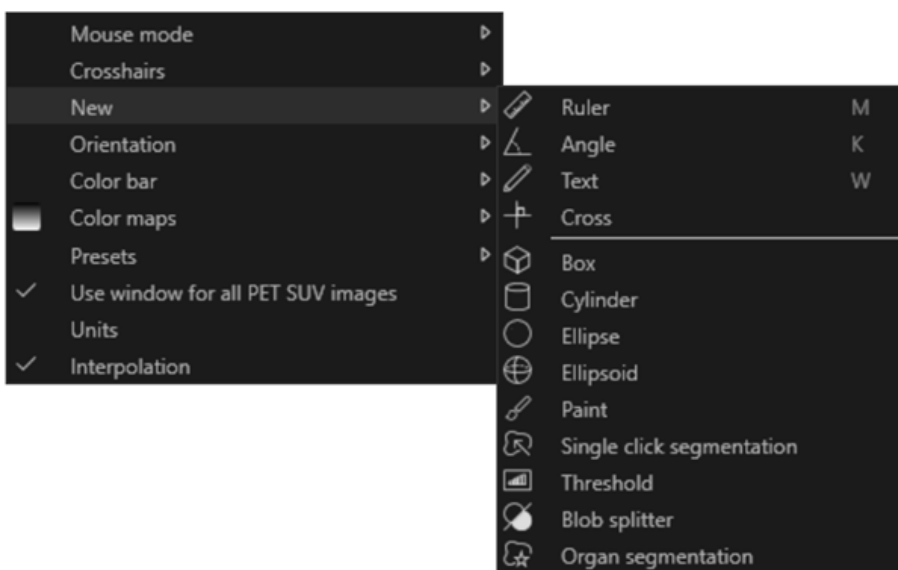 Mouse mode
Crosshairs
New
Orientation
Color bar
Color maps
Presets
Use window for all PET SUV images
Units
Interpolation
Ruler M
Angle K
Text W
Cross
Box
Cylinder
Ellipse
Ellipsoid
Paint
Single click segmentation
Threshold
Blob splitter
Organ segmentation